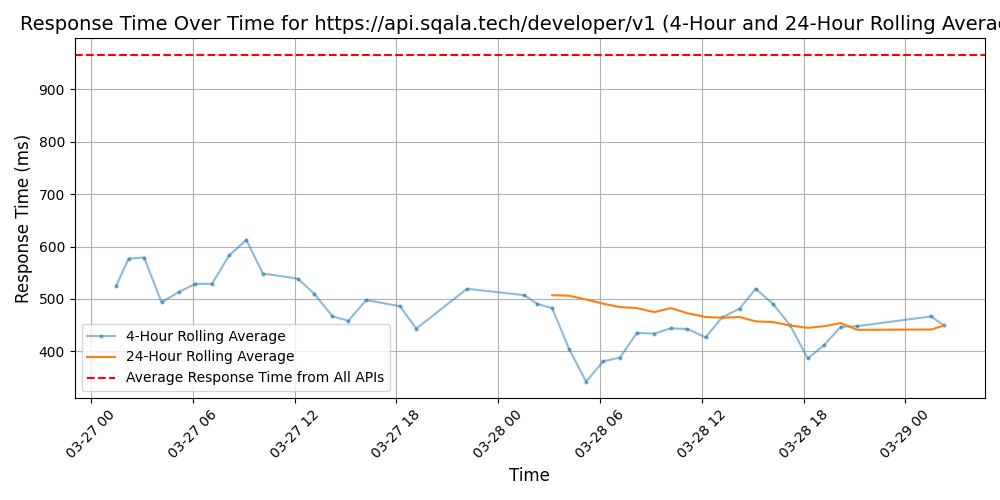 Response Time Over Time for https://api.sqala.tech/developer/v1 (4-Hour and 24-Hour Rolling Avera
Response Time (ms)
900
800
700
600
500
400
4-Hour Rolling Average
24-Hour Rolling Average
Average Response Time from All APIs
03-27 00
03-27 06
03-27 12
03-27 18
03-28 00
03-28 06
03-28 12
03-28 18
03-29 00
Time